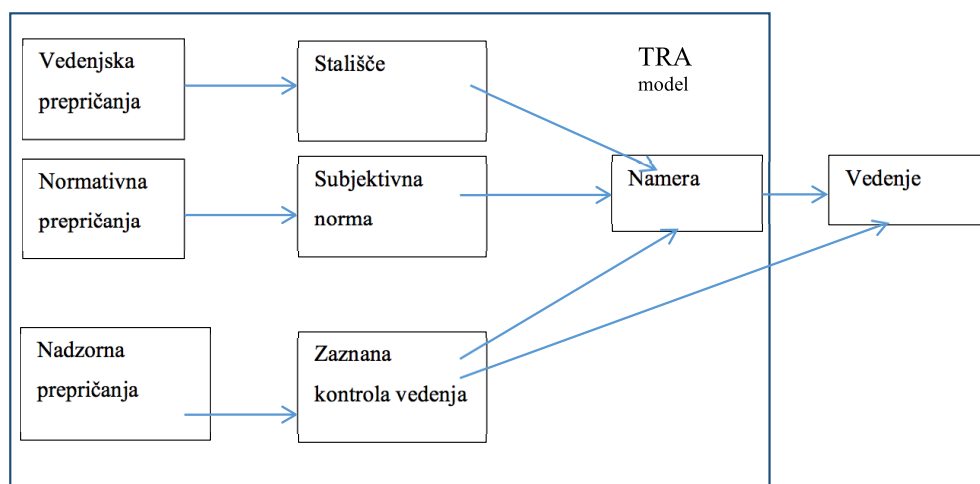 Vedenjska
prepričanja
Stališče
TRA
model
Normativna
prepričanja
Subjektivna
norma
Namera
Vedenje
Nadzorna
prepričanja
Zaznana
kontrola vedenja